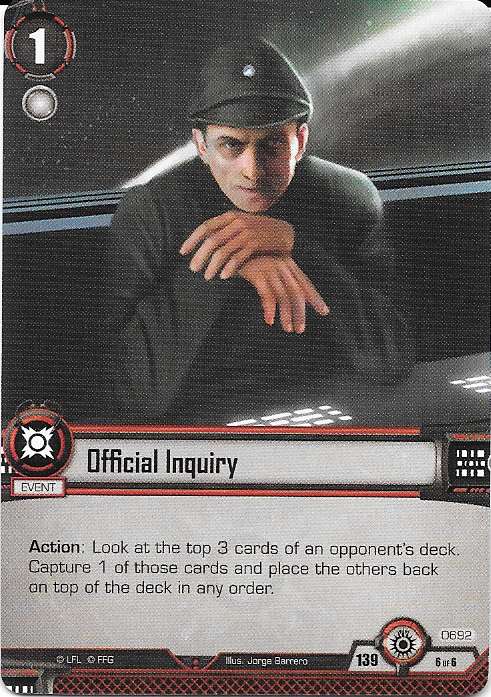 1
Official Inquiry
EVENT
Action: Look at the top 3 cards of an opponent's deck.
Capture 1 of those cards and place the others back
on top of the deck in any order.
0692
© LFL © FFG
Illus. Jorge Barrero
139
6 OF 6